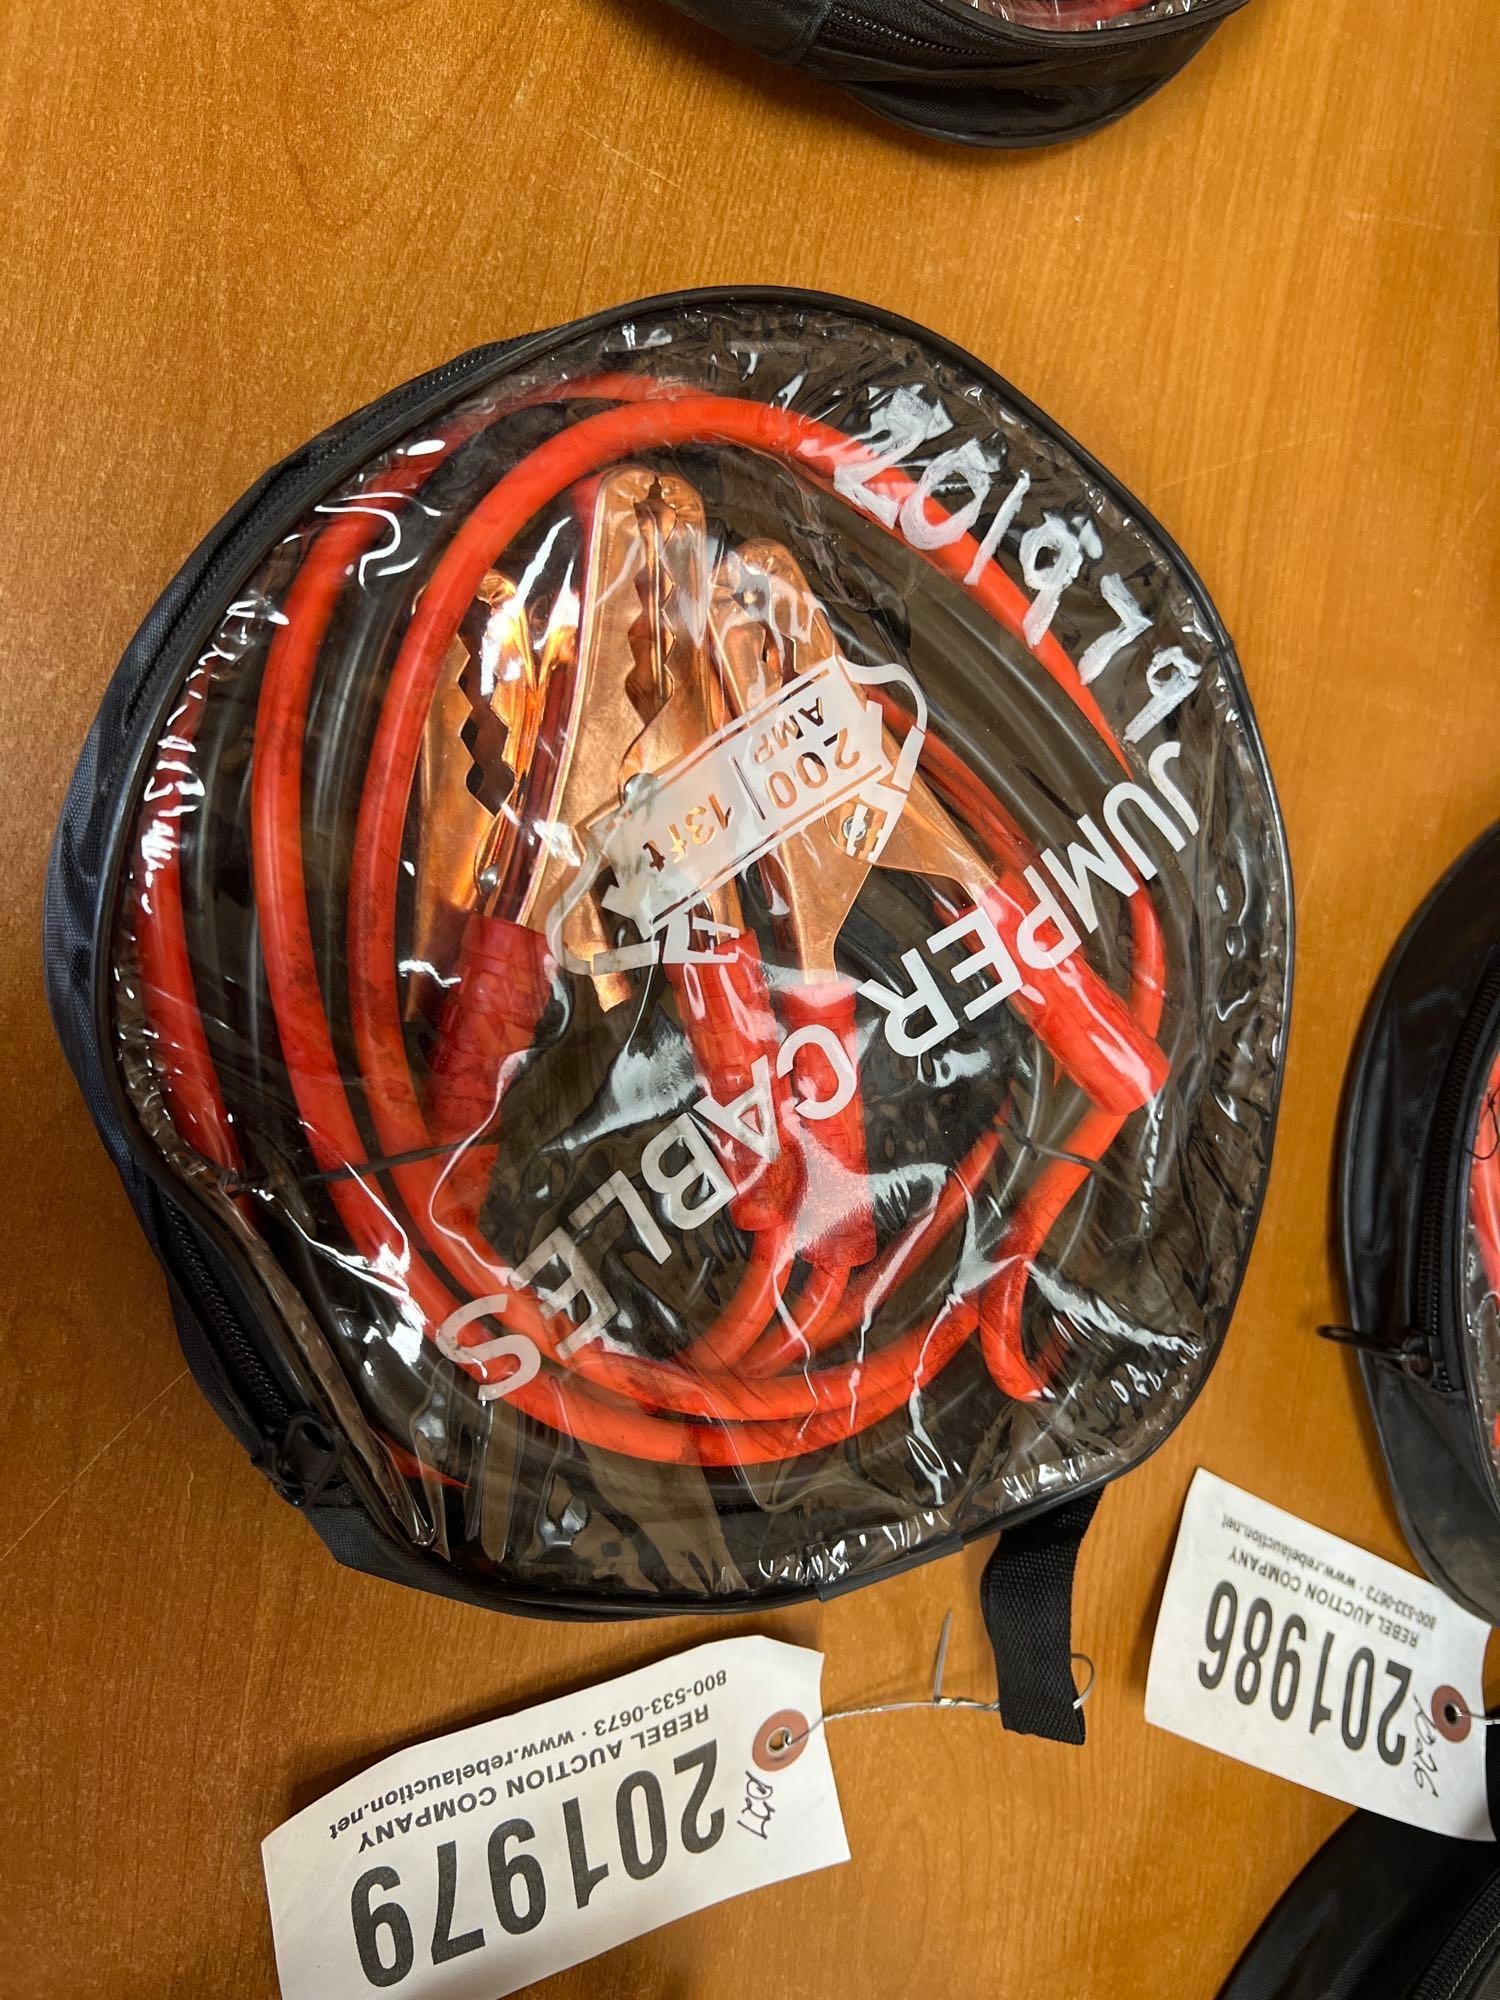 201979
JUMPER CABLES
200 | 13ft
AMP
800-533-0673 · www.rebelauction.net
REBEL AUCTION COMPANY
201979
800-533-0673 · www.rebelauction.net
REBEL AUCTION COMPANY
201986